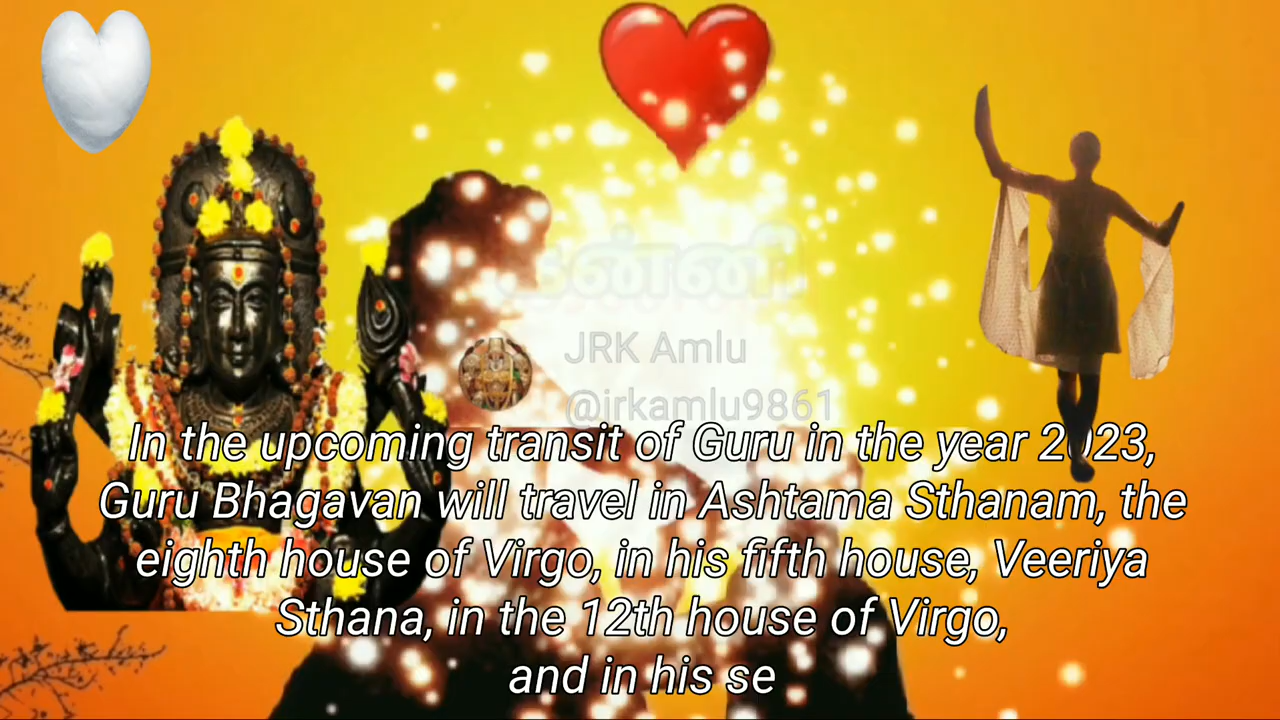 கன்னி
JRK Amlu
@jrkamlu9861
In the upcoming transit of Guru in the year 2023,
Guru Bhagavan will travel in Ashtama Sthanam, the
eighth house of Virgo, in his fifth house, Veeriya
Sthana, in the 12th house of Virgo,
and in his se